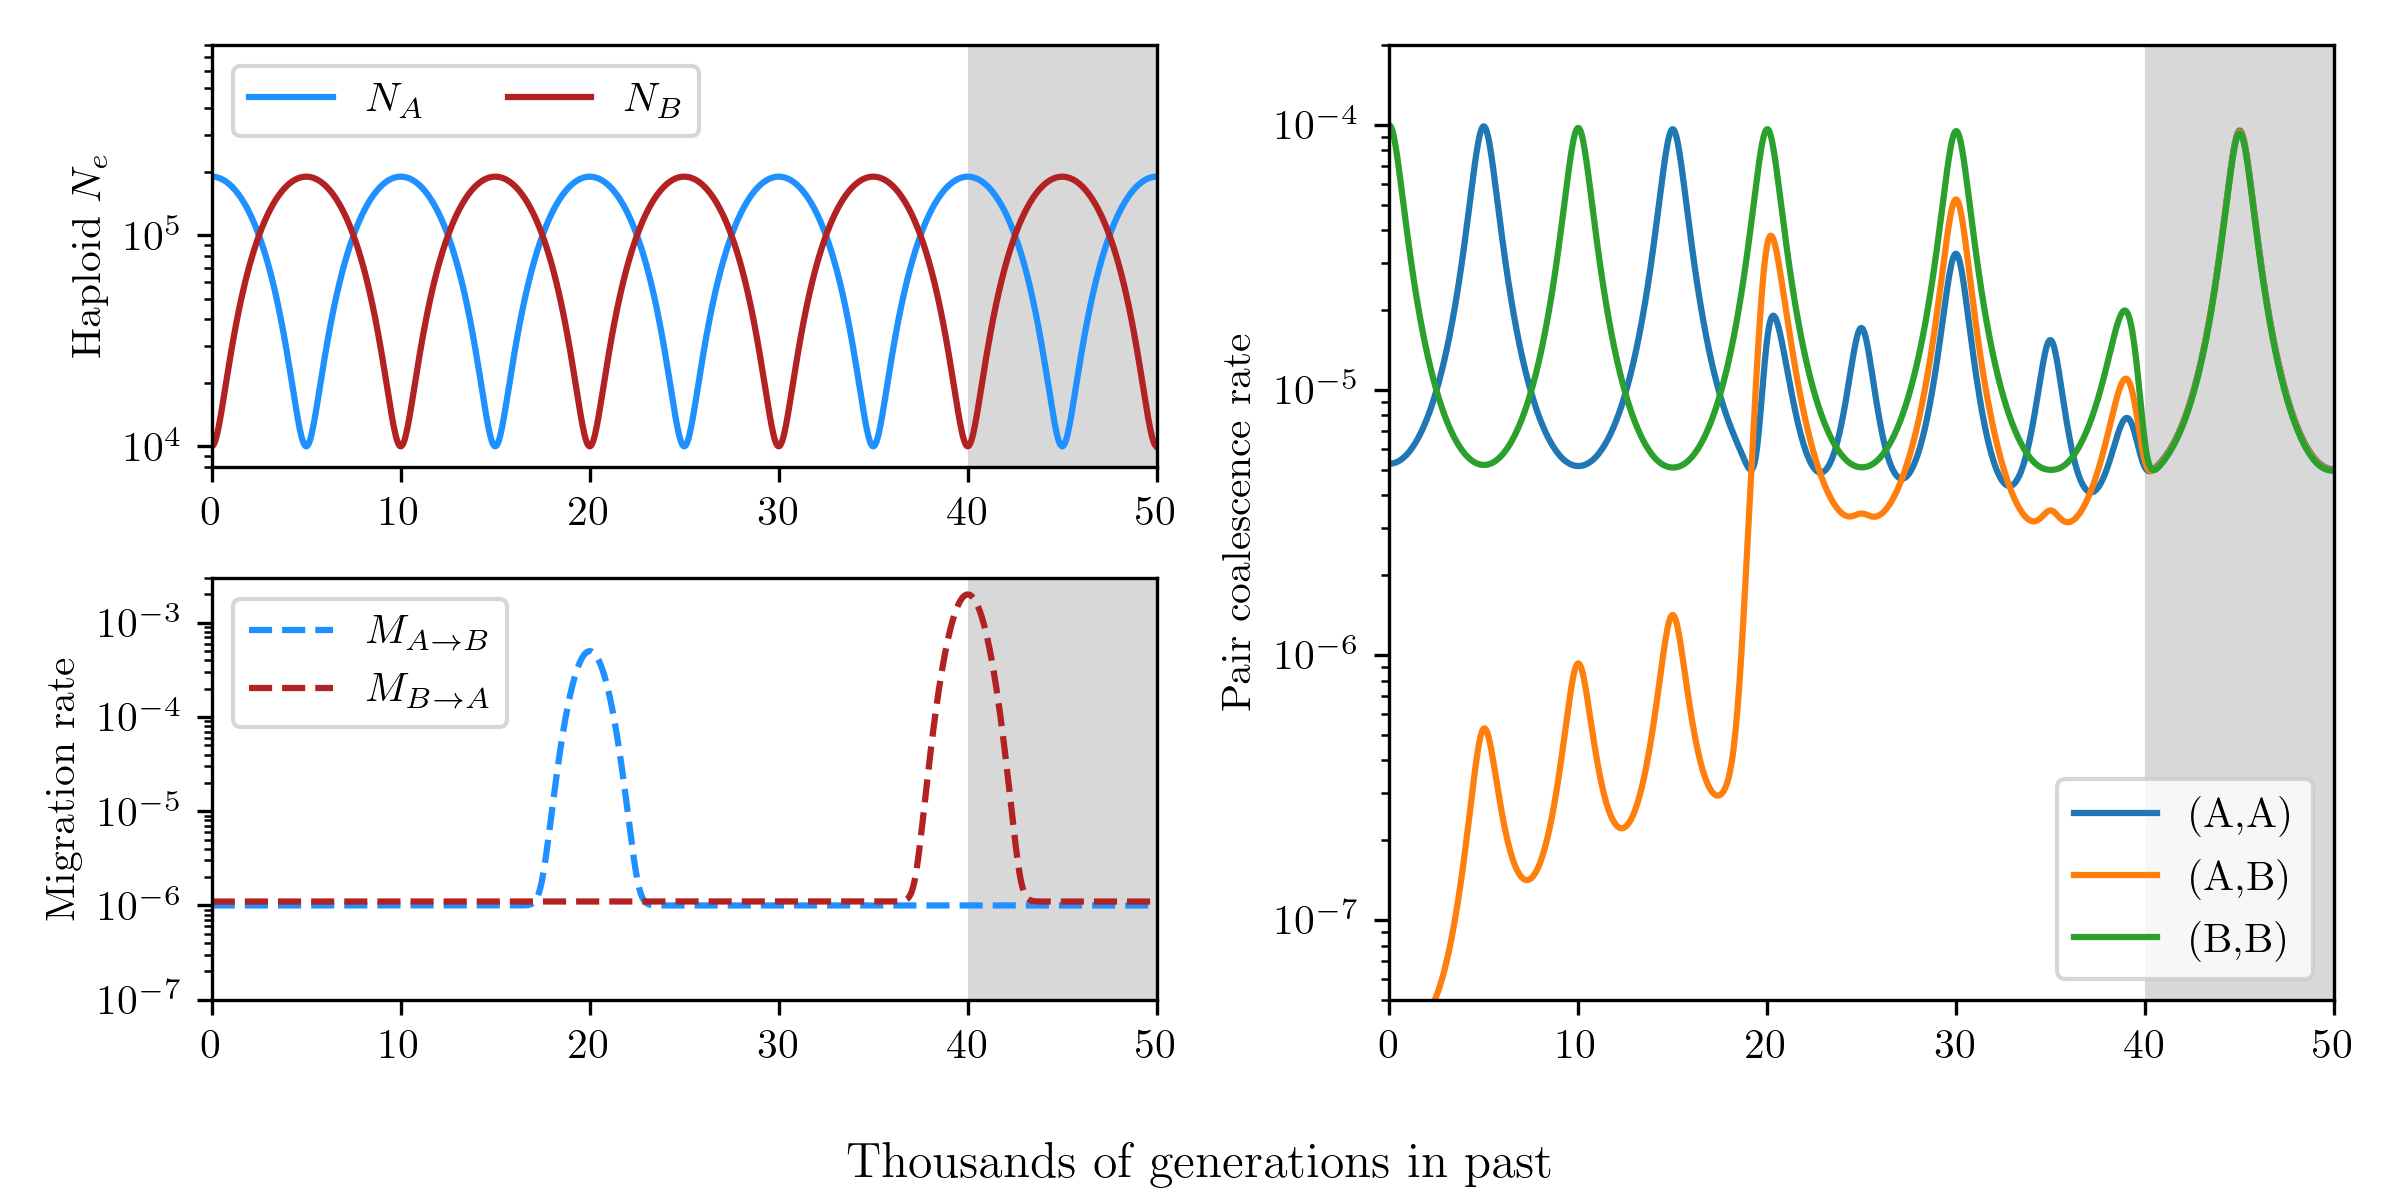 Haploid N_e
10^5
10^4
N_A
N_B
0 10 20 30 40 50
Migration rate
10^-3
10^-4
10^-5
10^-6
10^-7
M_{A→B}
M_{B→A}
0 10 20 30 40 50
Pair coalescence rate
10^-4
10^-5
10^-6
10^-7
(A,A)
(A,B)
(B,B)
0 10 20 30 40 50
Thousands of generations in past